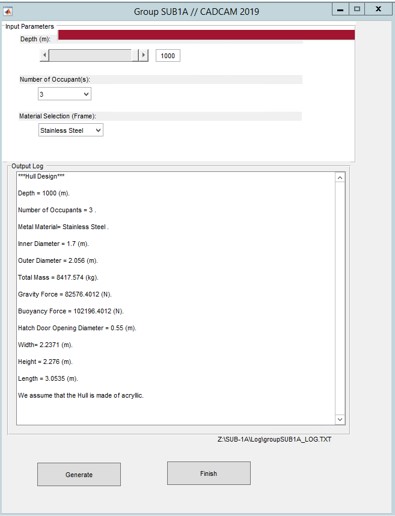 Group SUB1A // CADCAM 2019
Input Parameters
Depth (m):
1000
Number of Occupant(s):
3
Material Selection (Frame):
Stainless Steel
Output Log
***Hull Design***
Depth = 1000 (m).
Number of Occupants = 3 .
Metal Material= Stainless Steel .
Inner Diameter = 1.7 (m).
Outer Diameter = 2.056 (m).
Total Mass = 8417.574 (kg).
Gravity Force = 82576.4012 (N).
Buoyancy Force = 102196.4012 (N).
Hatch Door Opening Diameter = 0.55 (m).
Width= 2.2371 (m).
Height = 2.276 (m).
Length = 3.0535 (m).
We assume that the Hull is made of acryllic.
Z:\SUB-1A\Log\groupSUB1A_LOG.TXT
Generate
Finish